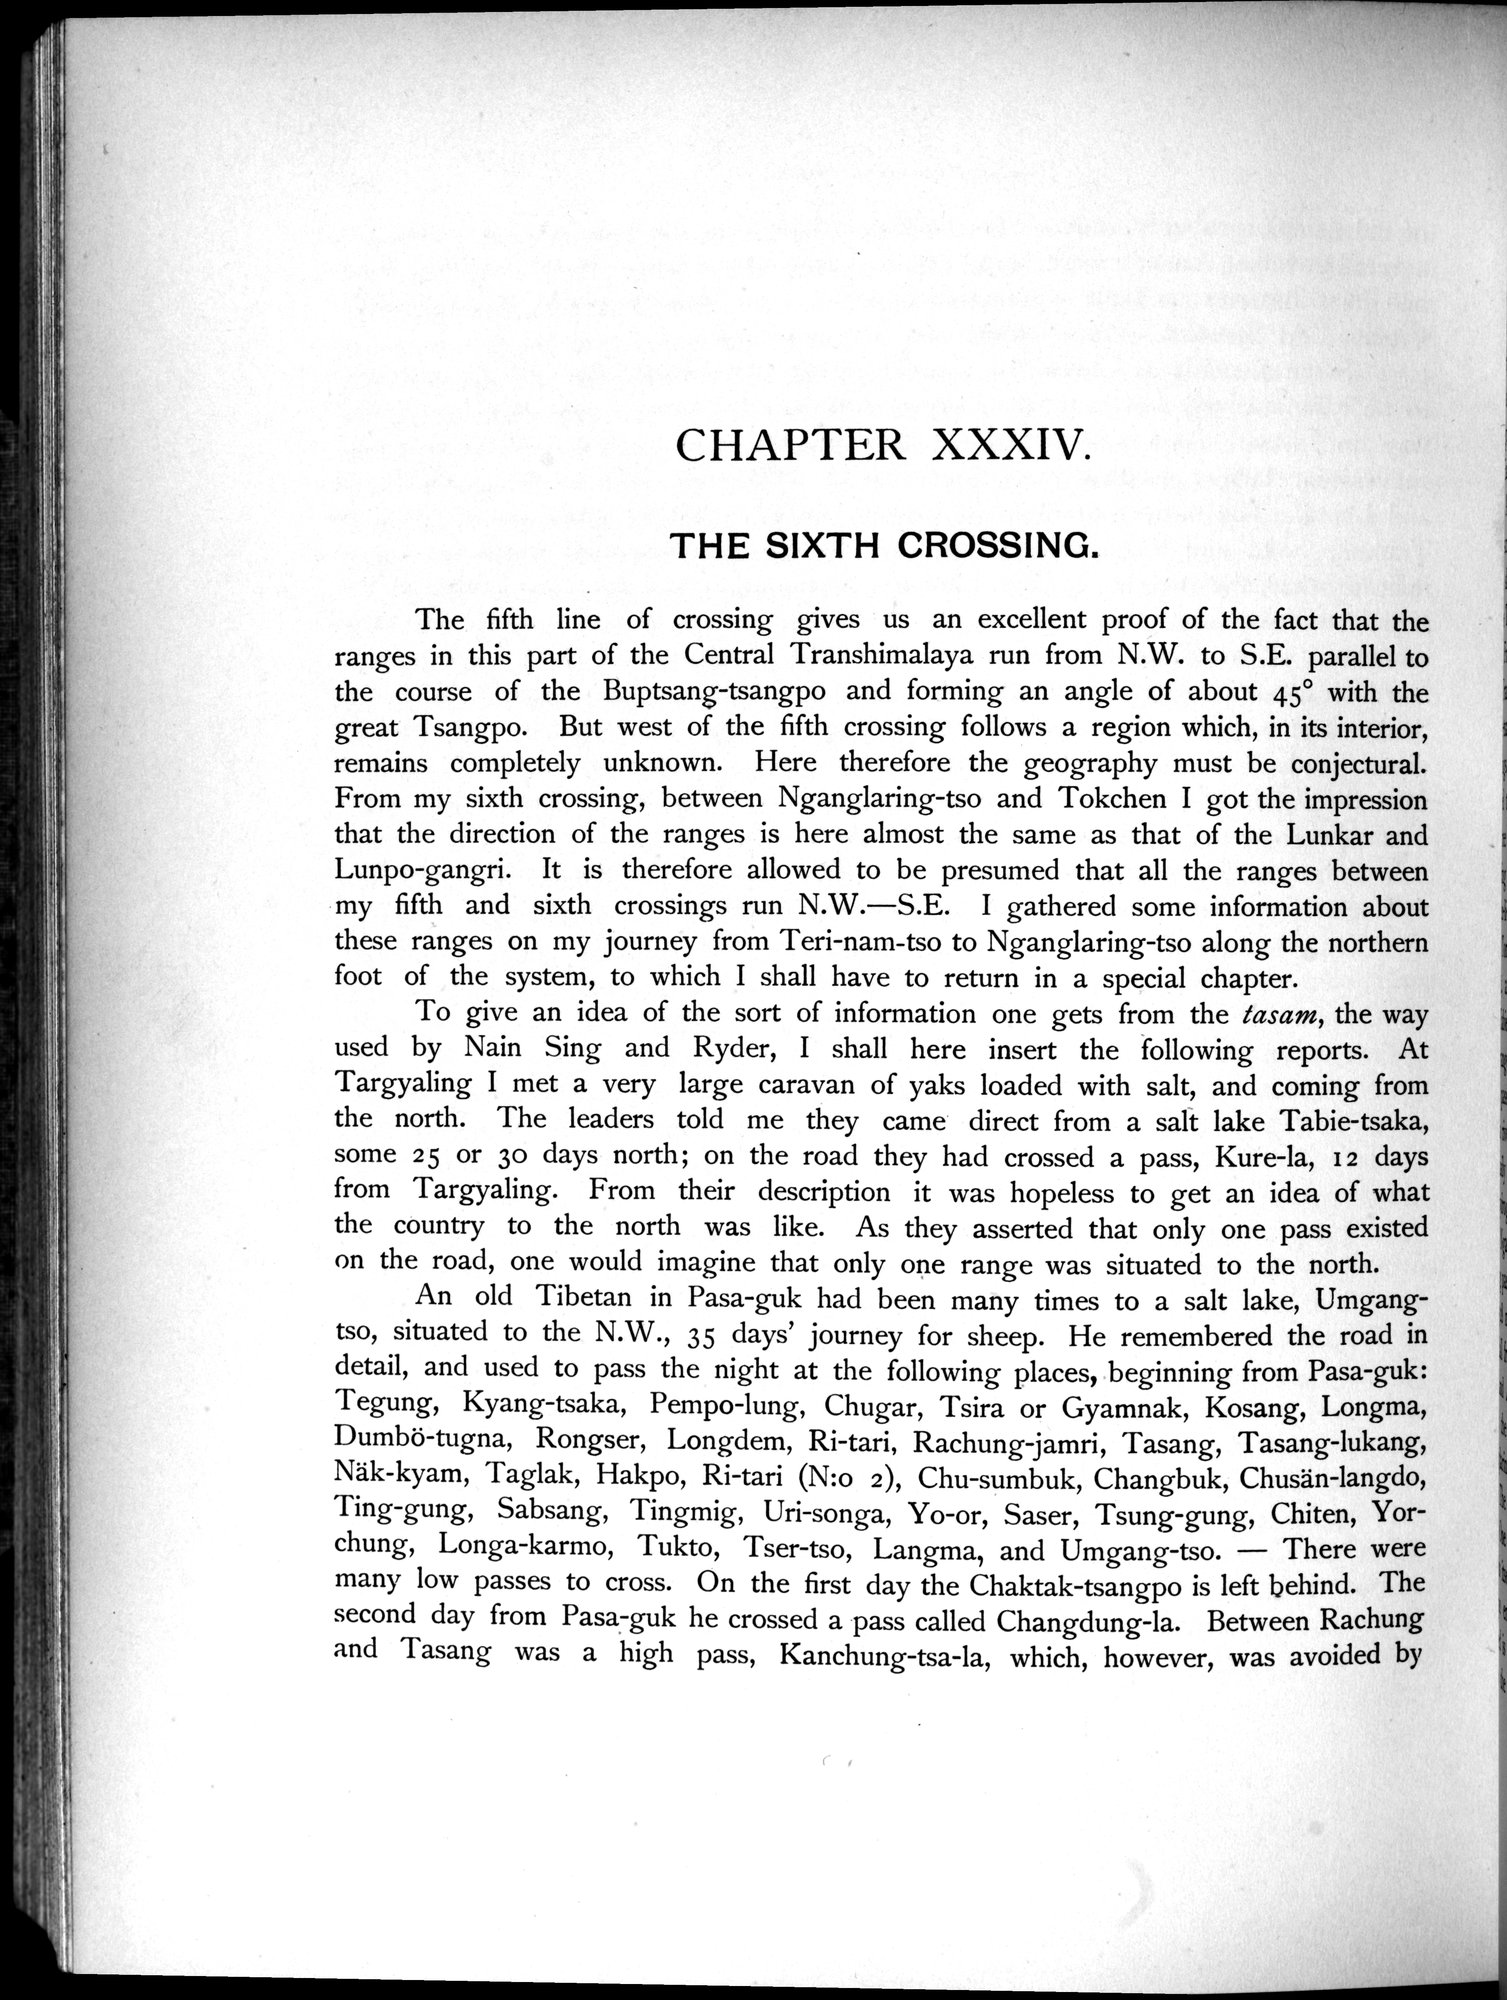 CHAPTER XXXIV.
THE SIXTH CROSSING.
The fifth line of crossing gives us an excellent proof of the fact that the
ranges in this part of the Central Transhimalaya run from N.W. to S.E. parallel to
the course of the Buptsang-tsangpo and forming an angle of about 45° with the
great Tsangpo. But west of the fifth crossing follows a region which, in its interior,
remains completely unknown. Here therefore the geography must be conjectural.
From my sixth crossing, between Nganglaring-tso and Tokchen I got the impression
that the direction of the ranges is here almost the same as that of the Lunkar and
Lunpo-gangri. It is therefore allowed to be presumed that all the ranges between
my fifth and sixth crossings run N.W.—S.E. I gathered some information about
these ranges on my journey from Teri-nam-tso to Nganglaring-tso along the northern
foot of the system, to which I shall have to return in a special chapter.
To give an idea of the sort of information one gets from the tasam, the way
used by Nain Sing and Ryder, I shall here insert the following reports. At
Targyaling I met a very large caravan of yaks loaded with salt, and coming from
the north. The leaders told me they came direct from a salt lake Tabie-tsaka,
some 25 or 30 days north; on the road they had crossed a pass, Kure-la, 12 days
from Targyaling. From their description it was hopeless to get an idea of what
the country to the north was like. As they asserted that only one pass existed
on the road, one would imagine that only one range was situated to the north.
An old Tibetan in Pasa-guk had been many times to a salt lake, Umgang-
tso, situated to the N.W., 35 days' journey for sheep. He remembered the road in
detail, and used to pass the night at the following places, beginning from Pasa-guk:
Tegung, Kyang-tsaka, Pempo-lung, Chugar, Tsira or Gyamnak, Kosang, Longma,
Dumbö-tugna, Rongser, Longdem, Ri-tari, Rachung-jamri, Tasang, Tasang-lukang,
Näk-kyam, Taglak, Hakpo, Ri-tari (N:o 2), Chu-sumbuk, Changbuk, Chusän-langdo,
Ting-gung, Sabsang, Tingmig, Uri-songa, Yo-or, Saser, Tsung-gung, Chiten, Yor-
chung, Longa-karmo, Tukto, Tser-tso, Langma, and Umgang-tso. — There were
many low passes to cross. On the first day the Chaktak-tsangpo is left behind. The
second day from Pasa-guk he crossed a pass called Changdung-la. Between Rachung
and Tasang was a high pass, Kanchung-tsa-la, which, however, was avoided by